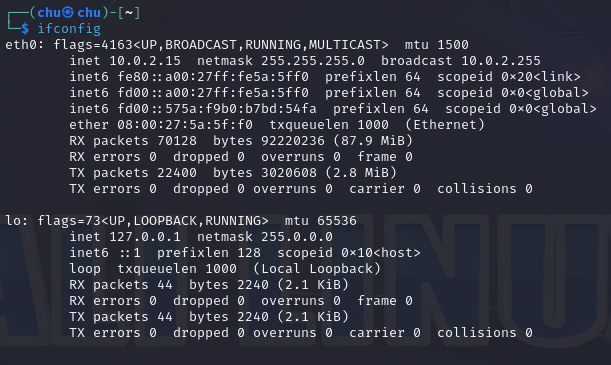 ┌──(chu㉿chu)-[~]
└─$ ifconfig
eth0: flags=4163<UP,BROADCAST,RUNNING,MULTICAST>  mtu 1500
        inet 10.0.2.15  netmask 255.255.255.0  broadcast 10.0.2.255
        inet6 fe80::a00:27ff:fe5a:5ff0  prefixlen 64  scopeid 0×20<link>
        inet6 fd00::a00:27ff:fe5a:5ff0  prefixlen 64  scopeid 0×0<global>
        inet6 fd00::575a:f9b0:b7bd:54fa  prefixlen 64  scopeid 0×0<global>
        ether 08:00:27:5a:5f:f0  txqueuelen 1000  (Ethernet)
        RX packets 70128  bytes 92220236 (87.9 MiB)
        RX errors 0  dropped 0  overruns 0  frame 0
        TX packets 22400  bytes 3020608 (2.8 MiB)
        TX errors 0  dropped 0 overruns 0  carrier 0  collisions 0

lo: flags=73<UP,LOOPBACK,RUNNING>  mtu 65536
        inet 127.0.0.1  netmask 255.0.0.0
        inet6 ::1  prefixlen 128  scopeid 0×10<host>
        loop  txqueuelen 1000  (Local Loopback)
        RX packets 44  bytes 2240 (2.1 KiB)
        RX errors 0  dropped 0  overruns 0  frame 0
        TX packets 44  bytes 2240 (2.1 KiB)
        TX errors 0  dropped 0 overruns 0  carrier 0  collisions 0